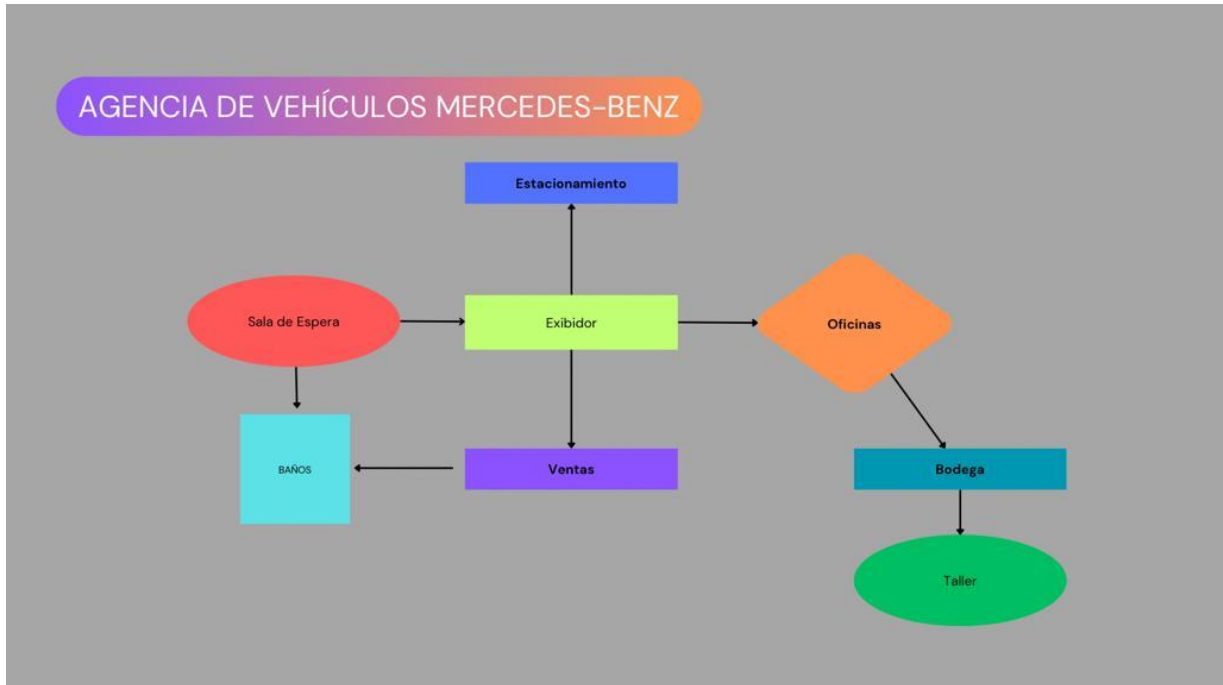 AGENCIA DE VEHÍCULOS MERCEDES-BENZ
Estacionamiento
Sala de Espera
Exibidor
Oficinas
BAÑOS
Ventas
Bodega
Taller